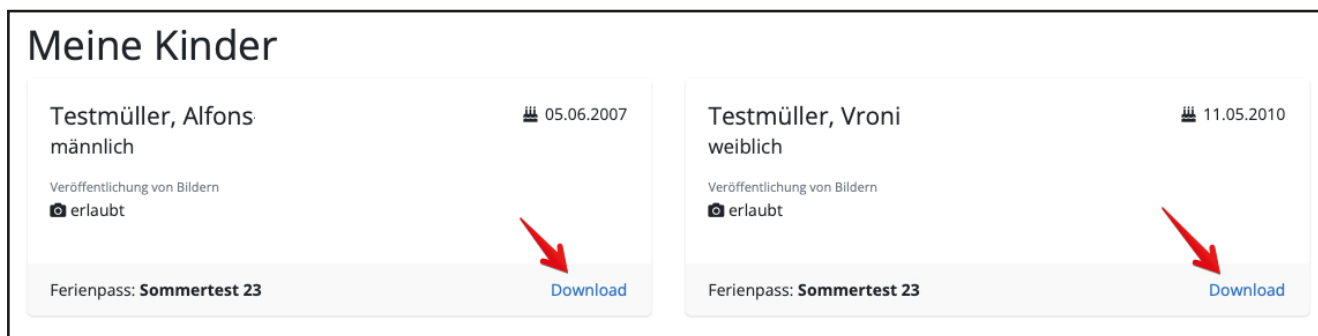 Meine Kinder
Testmüller, Alfons
05.06.2007
männlich
Veröffentlichung von Bildern
erlaubt
Ferienpass: Sommertest 23
Download
Testmüller, Vroni
11.05.2010
weiblich
Veröffentlichung von Bildern
erlaubt
Ferienpass: Sommertest 23
Download